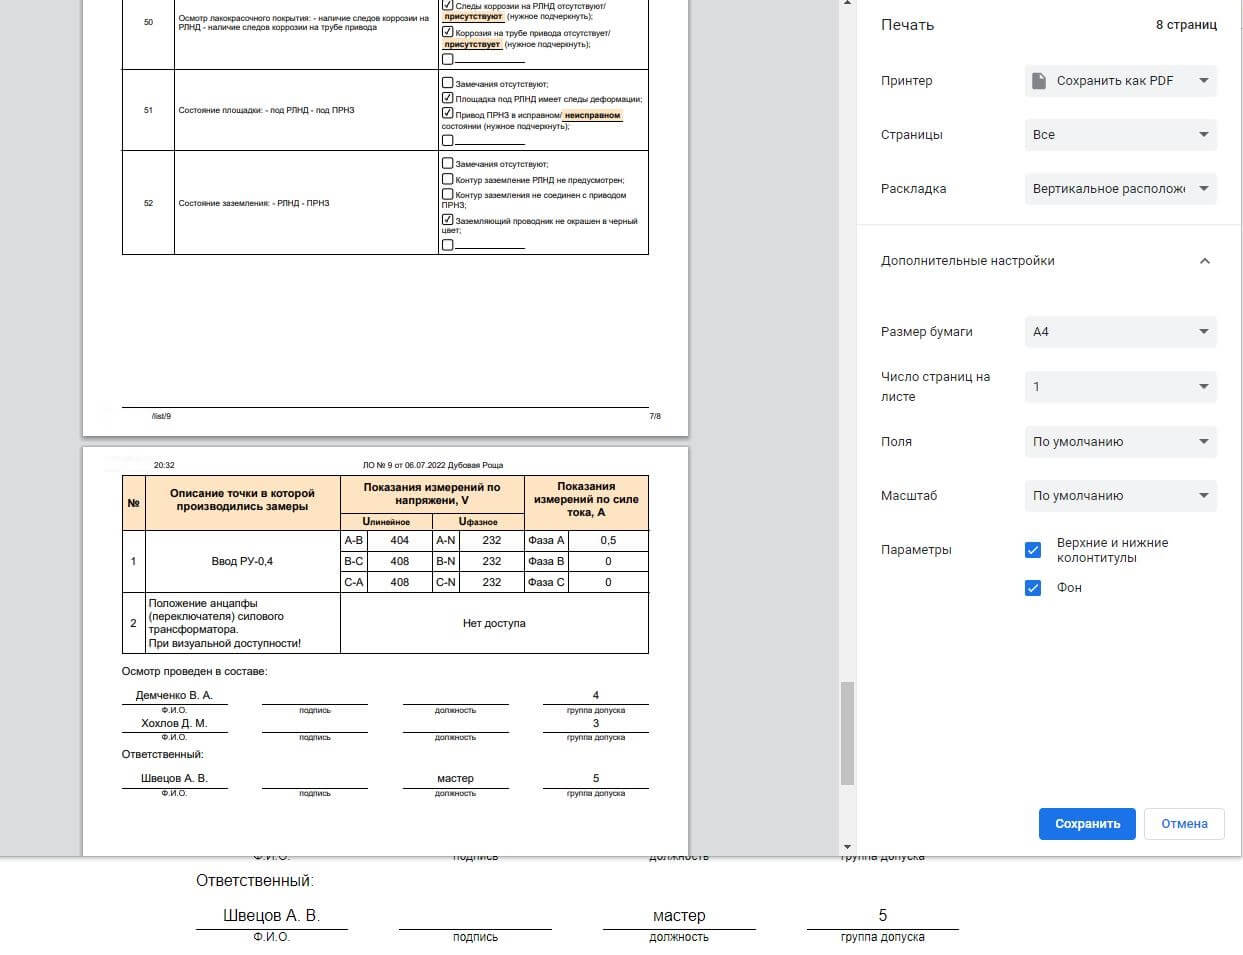 50
Осмотр лакокрасочного покрытия: - наличие следов коррозии на
РЛНД - наличие следов коррозии на трубе привода
Следы коррозии на РЛНД отсутствуют/
присутствуют (нужное подчеркнуть);
Коррозия на трубе привода отсутствует/
присутствует (нужное подчеркнуть);
51
Состояние площадки: - под РЛНД - под ПРНЗ
Замечания отсутствуют;
Площадка под РЛНД имеет следы деформации;
Привод ПРНЗ в исправном/ неисправном
состоянии (нужное подчеркнуть);
52
Состояние заземления: - РЛНД - ПРНЗ
Замечания отсутствуют;
Контур заземление РЛНД не предусмотрен;
Контур заземления не соединен с приводом
ПРНЗ;
Заземляющий проводник не окрашен в черный
цвет;
/list/9
7/8
20:32
ЛО № 9 от 06.07.2022 Дубовая Роща
№
Описание точки в которой
производились замеры
Показания измерений по
напряжени, V
Показания
измерений по силе
тока, А
Uлинейное
Uфазное
1
Ввод РУ-0,4
A-B 404 A-N 232 Фаза A 0,5
B-C 408 B-N 232 Фаза B 0
C-A 408 C-N 232 Фаза C 0
2
Положение анцапфы
(переключателя) силового
трансформатора.
При визуальной доступности!
Нет доступа
Осмотр проведен в составе:
Демченко В. А. 4
Ф.И.О. подпись должность группа допуска
Хохлов Д. М. 3
Ф.И.О. подпись должность группа допуска
Ответственный:
Швецов А. В. мастер 5
Ф.И.О. подпись должность группа допуска
Печать
8 страниц
Принтер
Сохранить как PDF
Страницы
Все
Раскладка
Вертикальное расположе
Дополнительные настройки
Размер бумаги
A4
Число страниц на
листе
1
Поля
По умолчанию
Масштаб
По умолчанию
Параметры
Верхние и нижние
колонтитулы
Фон
Сохранить
Отмена
Ф.И.О. подпись должность группа допуска
Ответственный:
Швецов А. В. мастер 5
Ф.И.О. подпись должность группа допуска